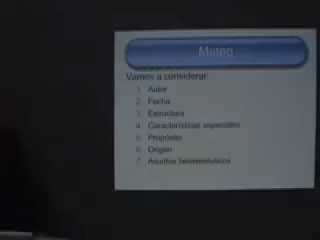 Mateo
Vamos a considerar:
1. Autor
2. Fecha
3. Estructura
4. Características especiales
5. Propósito
6. Origen
7. Asuntos hermenéuticos